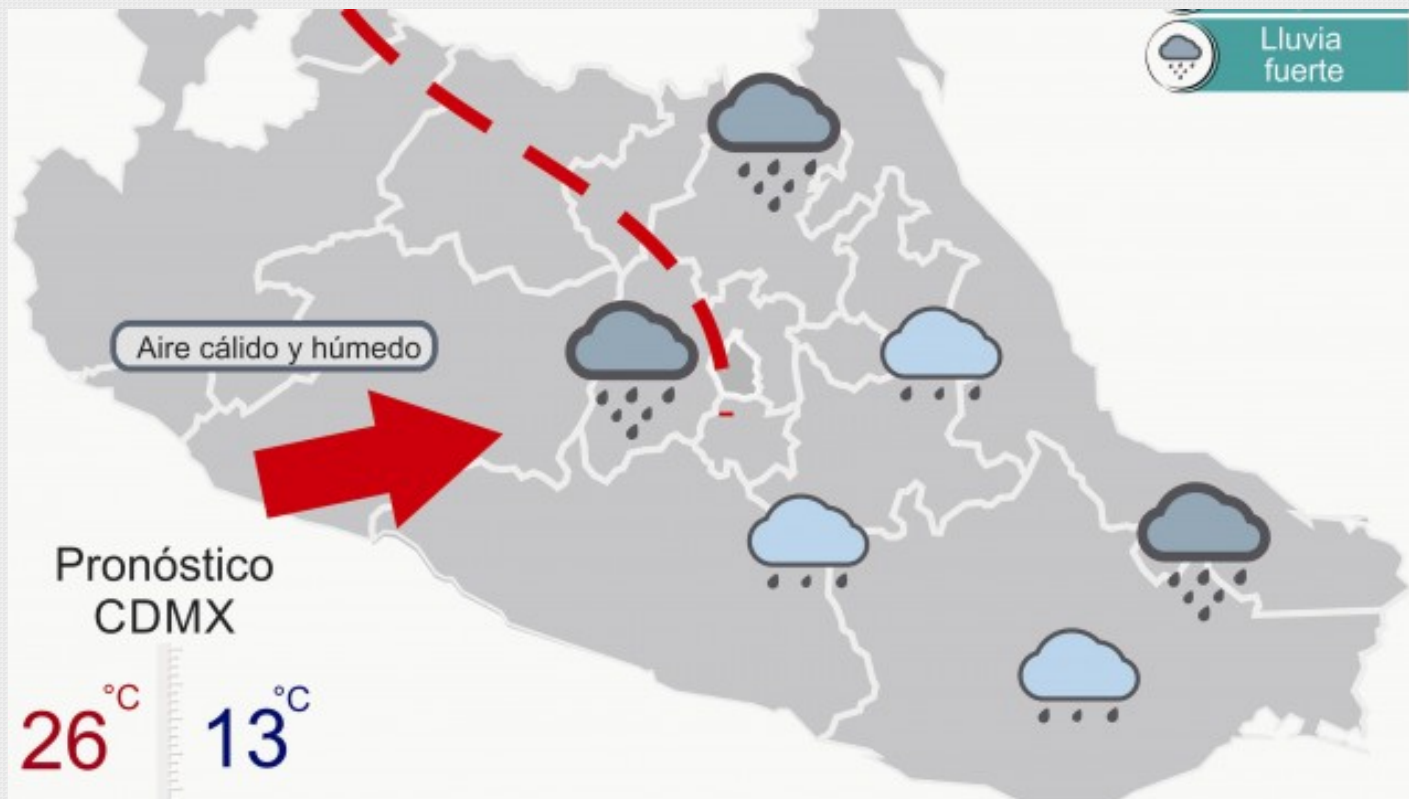 Lluvia
fuerte
Aire cálido y húmedo
Pronóstico
CDMX
26°C 13°C